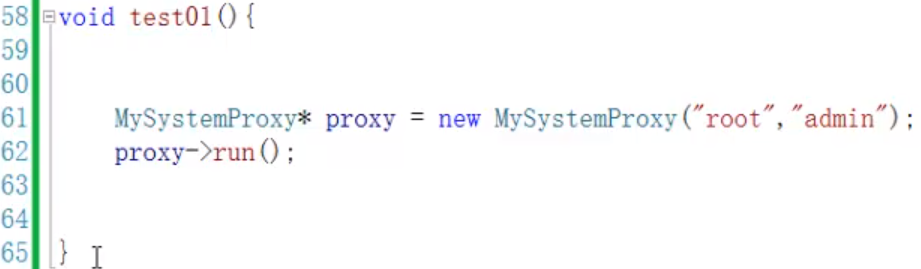 58 void test01(){
59
60
61 MySystemProxy* proxy = new MySystemProxy("root","admin");
62 proxy->run();
63
64
65 }